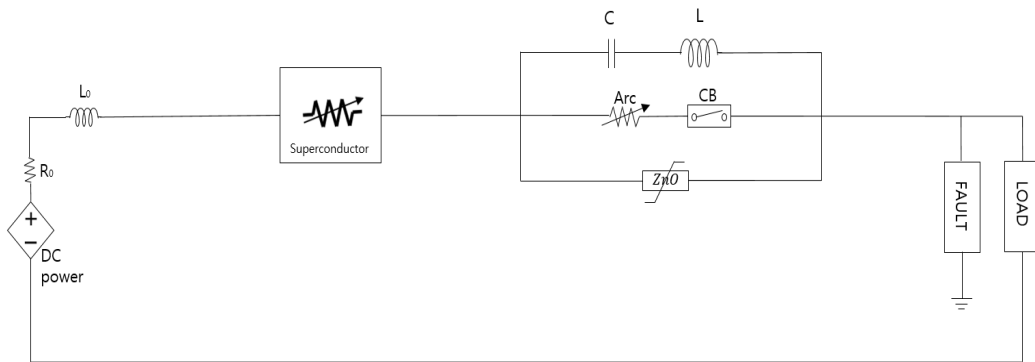 C
L
L₀
Arc
CB
Superconductor
R₀
ZnO
FAULT
LOAD
+
−
DC
power